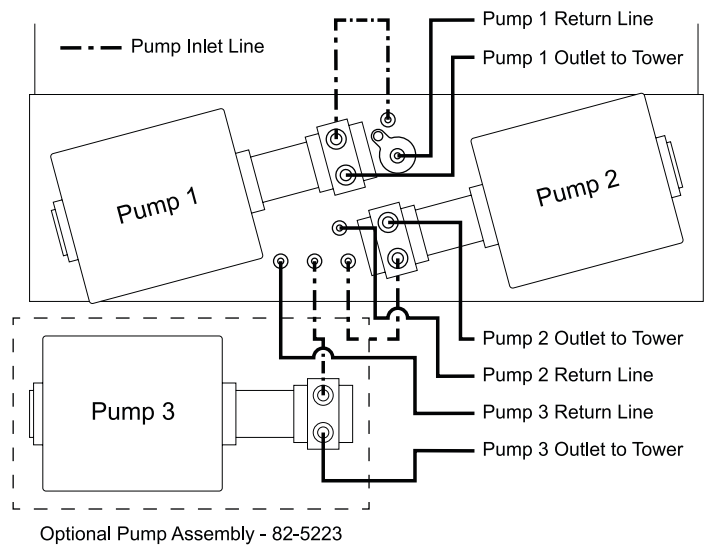 Pump 1 Return Line
Pump Inlet Line
Pump 1 Outlet to Tower
Pump 1
Pump 2
Pump 2 Outlet to Tower
Pump 2 Return Line
Pump 3
Pump 3 Return Line
Pump 3 Outlet to Tower
Optional Pump Assembly - 82-5223